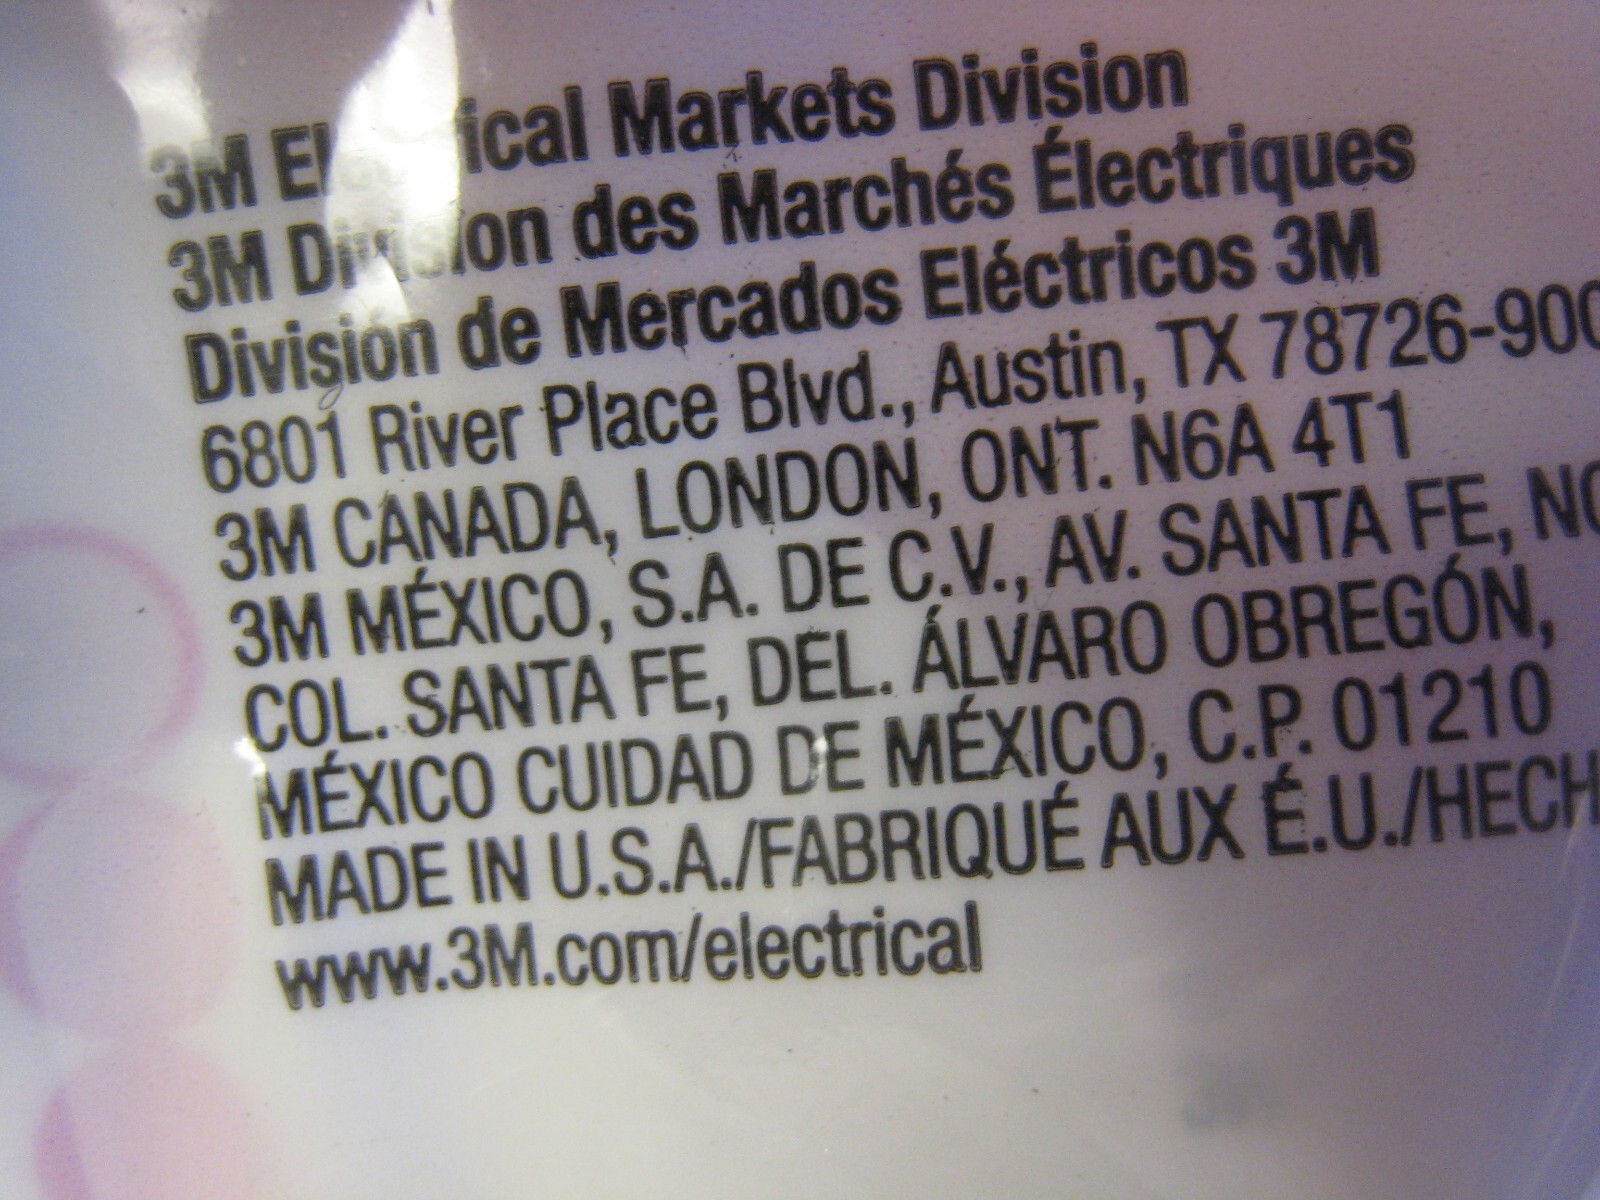 3M Electrical Markets Division
3M Division des Marchés Électriques
División de Mercados Eléctricos 3M
6801 River Place Blvd., Austin, TX 78726-900
3M CANADA, LONDON, ONT. N6A 4T1
3M MÉXICO, S.A. DE C.V., AV. SANTA FE,
COL. SANTA FE, DEL. ÁLVARO OBREGÓN,
MÉXICO CUIDAD DE MÉXICO, C.P. 01210
MADE IN U.S.A./FABRIQUÉ AUX É.U./HECH
www.3M.com/electrical